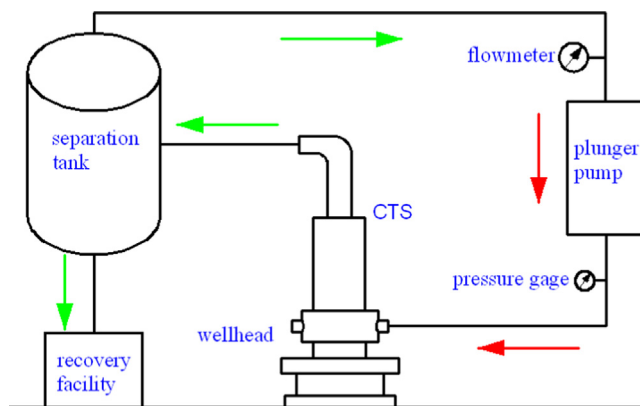 flowmeter
separation
tank
plunger
pump
CTS
pressure gage
wellhead
recovery
facility